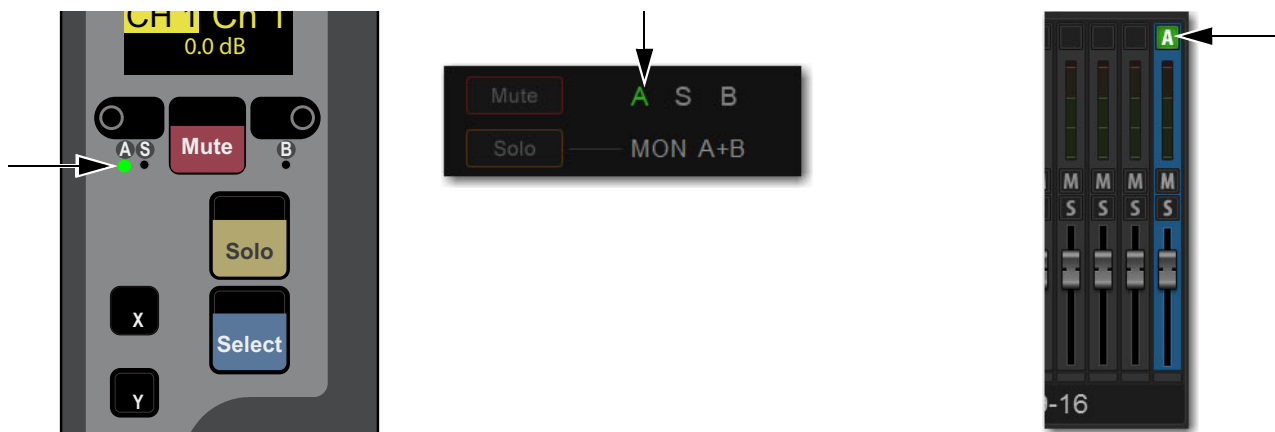 CH 1 Ch 1
0.0 dB
A S Mute B
Solo
X
Select
Y
Mute A S B
Solo MON A+B
A
M M M
S S S S
-16